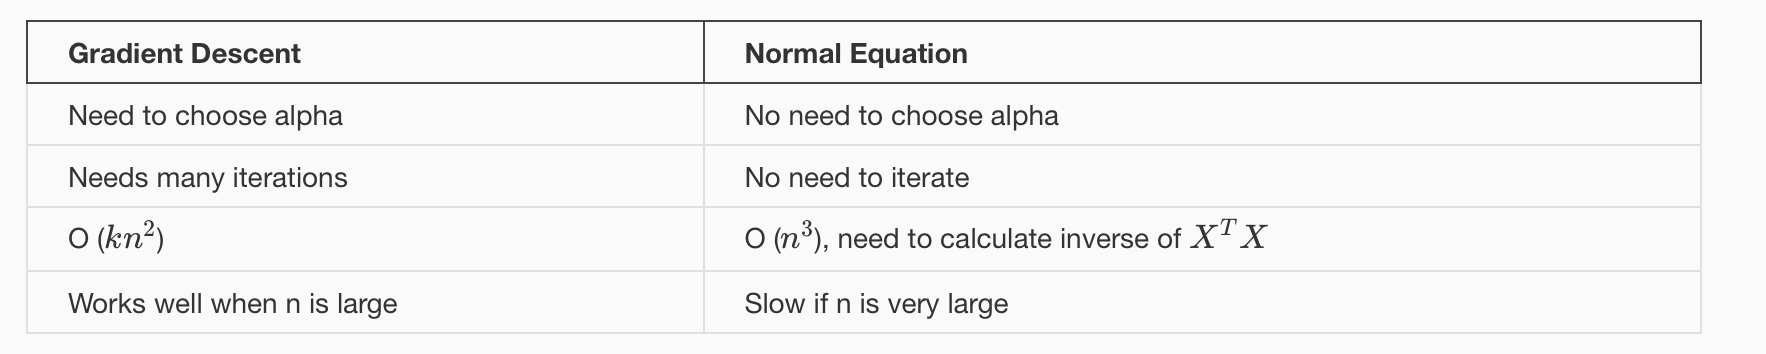 Gradient Descent Normal Equation
Need to choose alpha No need to choose alpha
Needs many iterations No need to iterate
O (kn²) O (n³), need to calculate inverse of XᵀX
Works well when n is large Slow if n is very large